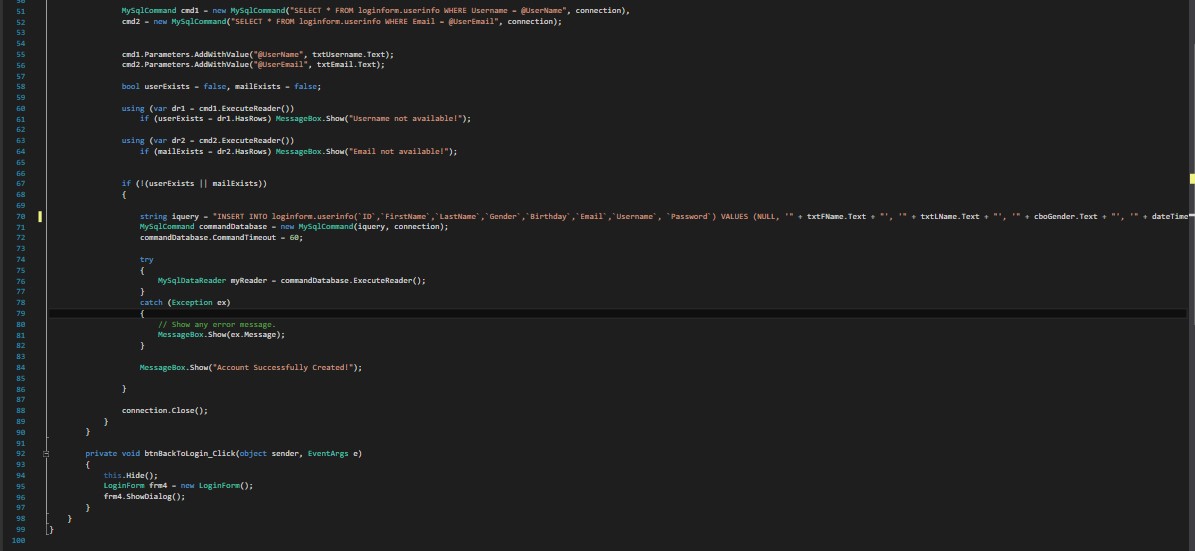 50
51 MySqlCommand cmd1 = new MySqlCommand("SELECT * FROM loginform.userinfo WHERE Username = @UserName", connection),
52 cmd2 = new MySqlCommand("SELECT * FROM loginform.userinfo WHERE Email = @UserEmail", connection);
53
54
55 cmd1.Parameters.AddWithValue("@UserName", txtUsername.Text);
56 cmd2.Parameters.AddWithValue("@UserEmail", txtEmail.Text);
57
58 bool userExists = false, mailExists = false;
59
60 using (var dr1 = cmd1.ExecuteReader())
61 if (userExists = dr1.HasRows) MessageBox.Show("Username not available!");
62
63 using (var dr2 = cmd2.ExecuteReader())
64 if (mailExists = dr2.HasRows) MessageBox.Show("Email not available!");
65
66
67 if (!(userExists || mailExists))
68 {
69
70 string iquery = "INSERT INTO loginform.userinfo(`ID`,`FirstName`,`LastName`,`Gender`,`Birthday`,`Email`,`Username`, `Password`) VALUES (NULL, '" + txtFName.Text + "', '" + txtLName.Text + "', '" + cboGender.Text + "', '" + dateTime
71 MySqlCommand commandDatabase = new MySqlCommand(iquery, connection);
72 commandDatabase.CommandTimeout = 60;
73
74 try
75 {
76 MySqlDataReader myReader = commandDatabase.ExecuteReader();
77 }
78 catch (Exception ex)
79 {
80 // Show any error message.
81 MessageBox.Show(ex.Message);
82 }
83
84 MessageBox.Show("Account Successfully Created!");
85
86 }
87
88 connection.Close();
89 }
90 }
91
92 private void btnBackToLogin_Click(object sender, EventArgs e)
93 {
94 this.Hide();
95 LoginForm frm4 = new LoginForm();
96 frm4.ShowDialog();
97 }
98 }
99 }
100